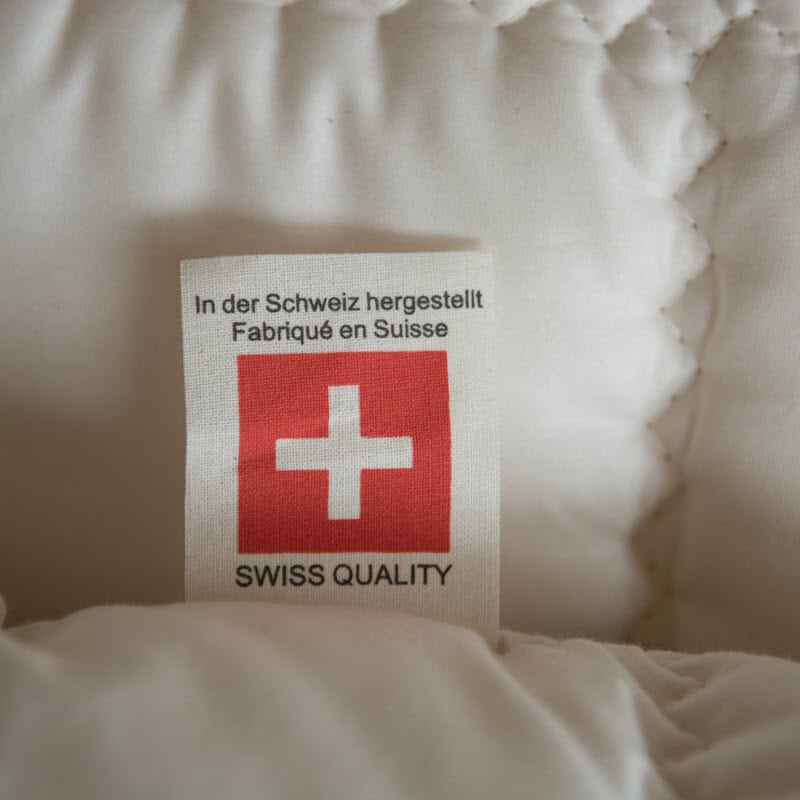 In der Schweiz hergestellt
Fabriqué en Suisse
SWISS QUALITY